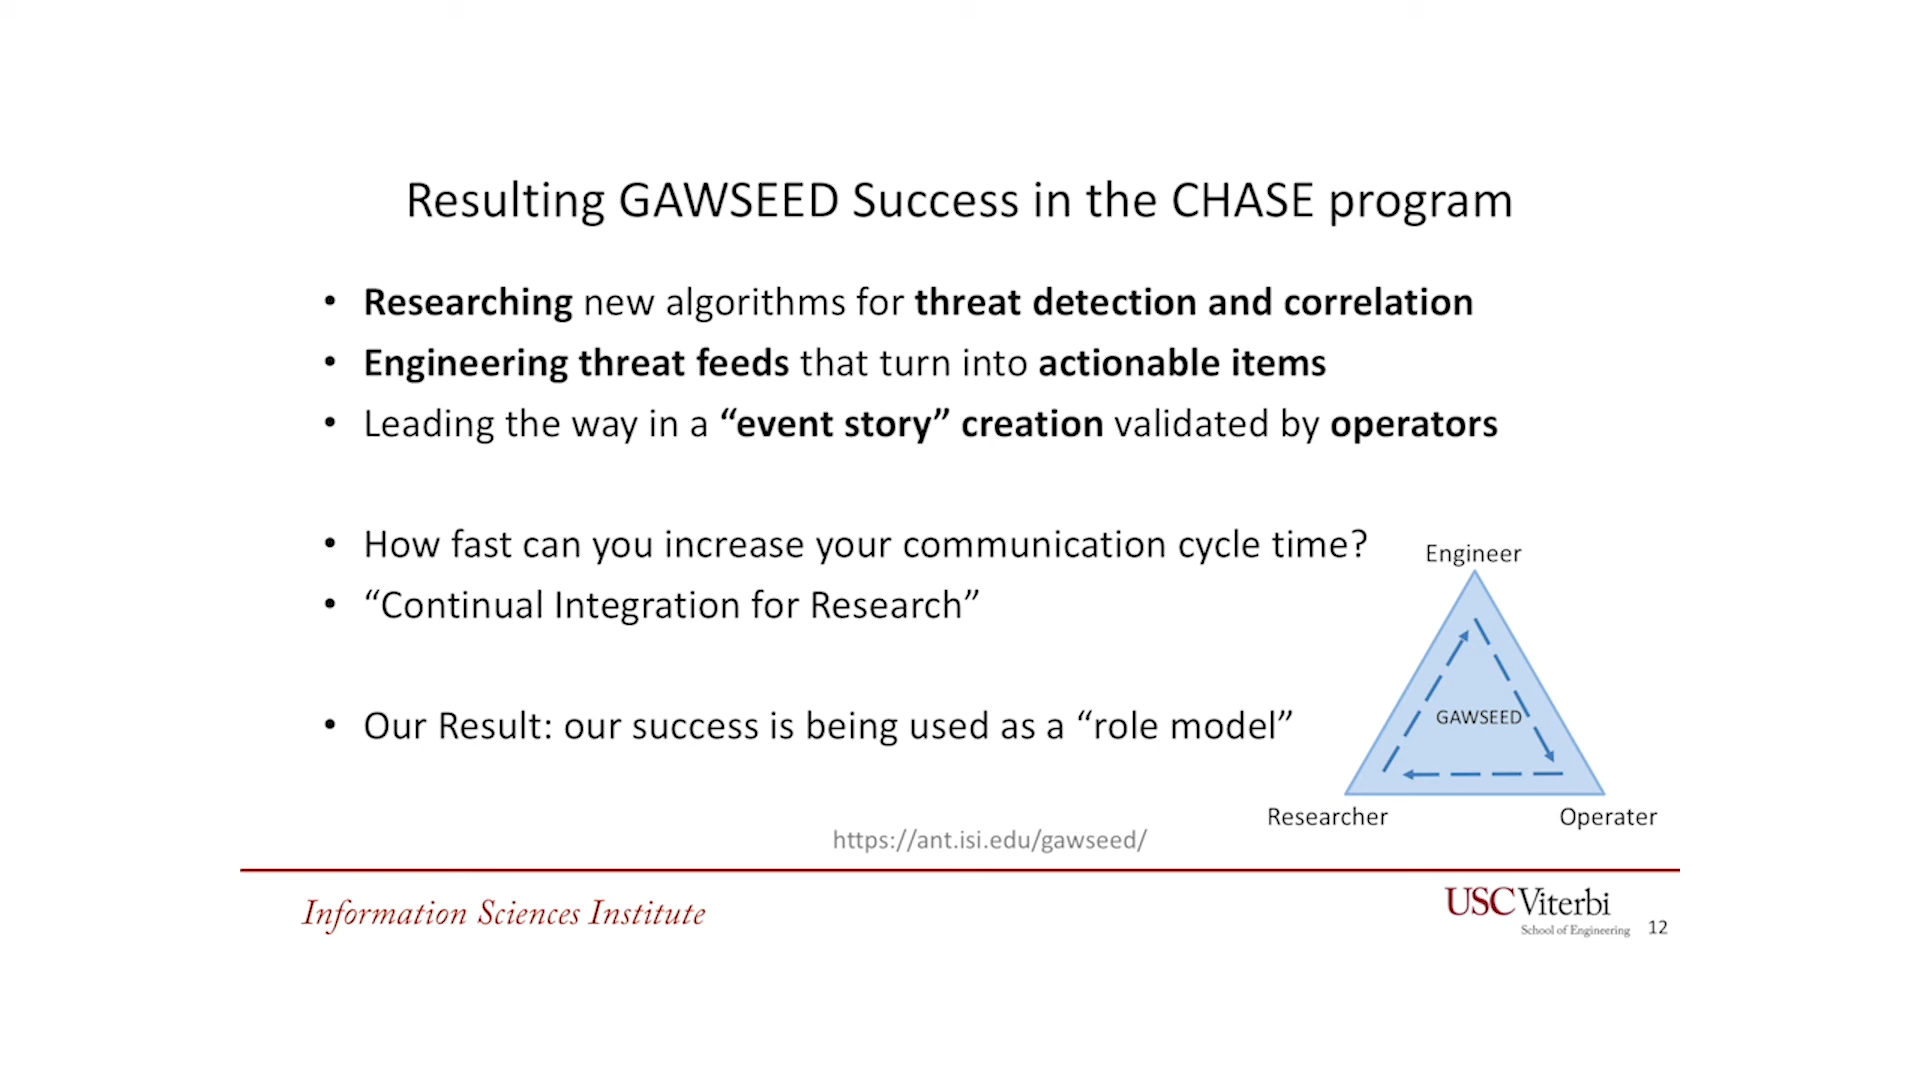 Resulting GAWSEED Success in the CHASE program
• Researching new algorithms for threat detection and correlation
• Engineering threat feeds that turn into actionable items
• Leading the way in a “event story” creation validated by operators
• How fast can you increase your communication cycle time?
• “Continual Integration for Research”
• Our Result: our success is being used as a “role model”
Engineer
GAWSEED
Researcher
Operater
https://ant.isi.edu/gawseed/
Information Sciences Institute
USC Viterbi
School of Engineering
12